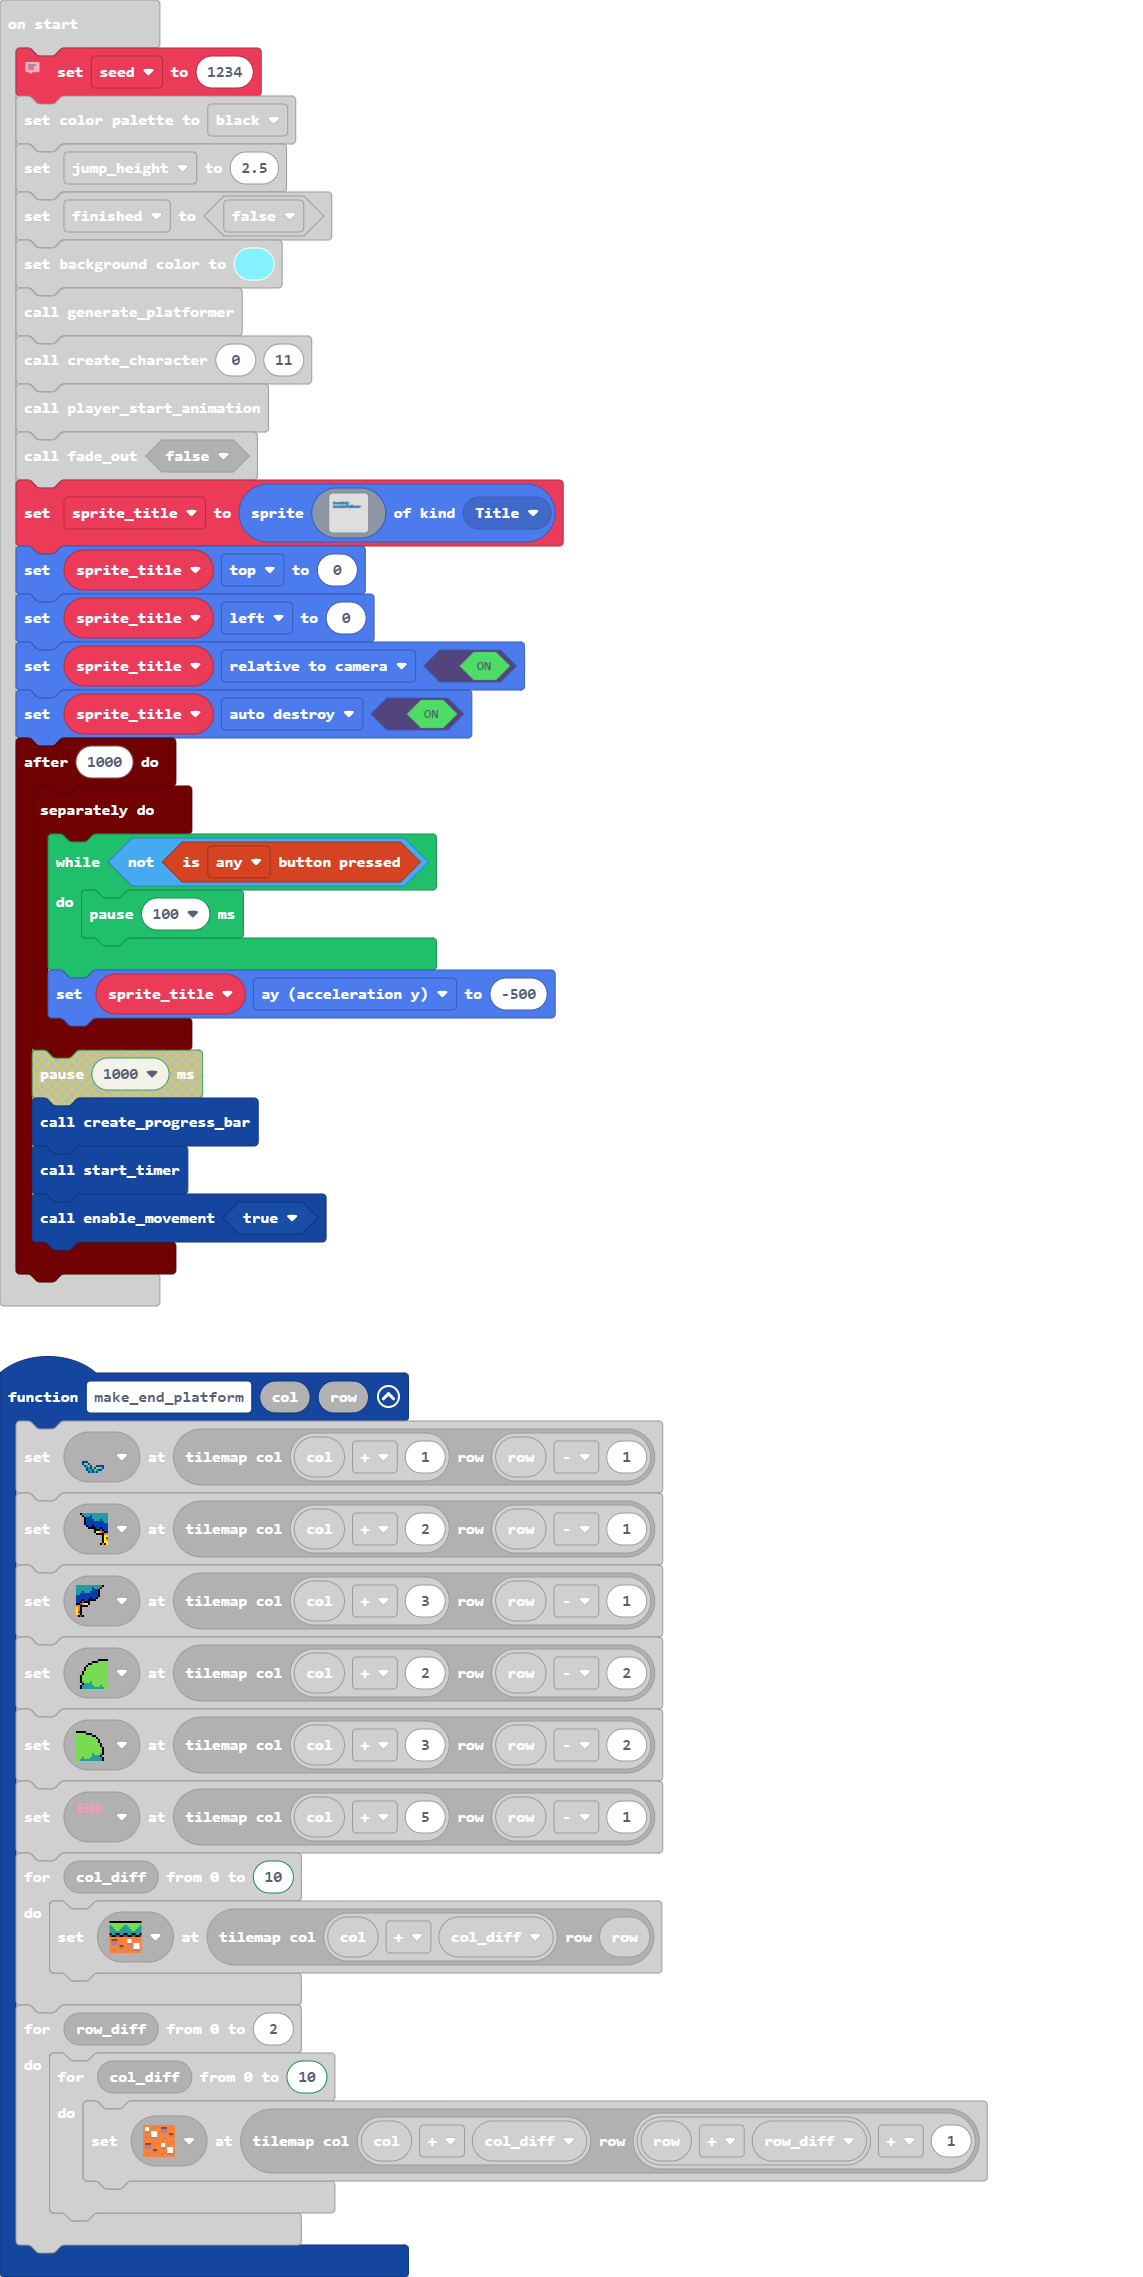 on start
set seed to 1234
set color palette to black
set jump_height to 2.5
set finished to false
set background color to
call generate_platformer
call create_character 0 11
call player_start_animation
call fade_out false
set sprite_title to sprite of kind Title
set sprite_title top to 0
set sprite_title left to 0
set sprite_title relative to camera ON
set sprite_title auto destroy ON
after 1000 do
separately do
while not is any button pressed
do pause 100 ms
set sprite_title ay (acceleration y) to -500
pause 1000 ms
call create_progress_bar
call start_timer
call enable_movement true
function make_end_platform col row
set at tilemap col col + 1 row row - 1
set at tilemap col col + 2 row row - 1
set at tilemap col col + 3 row row - 1
set at tilemap col col + 2 row row - 2
set at tilemap col col + 3 row row - 2
set END at tilemap col col + 5 row row - 1
for col_diff from 0 to 10
do set at tilemap col col + col_diff row row
for row_diff from 0 to 2
do for col_diff from 0 to 10
do set at tilemap col col + col_diff row row + row_diff + 1